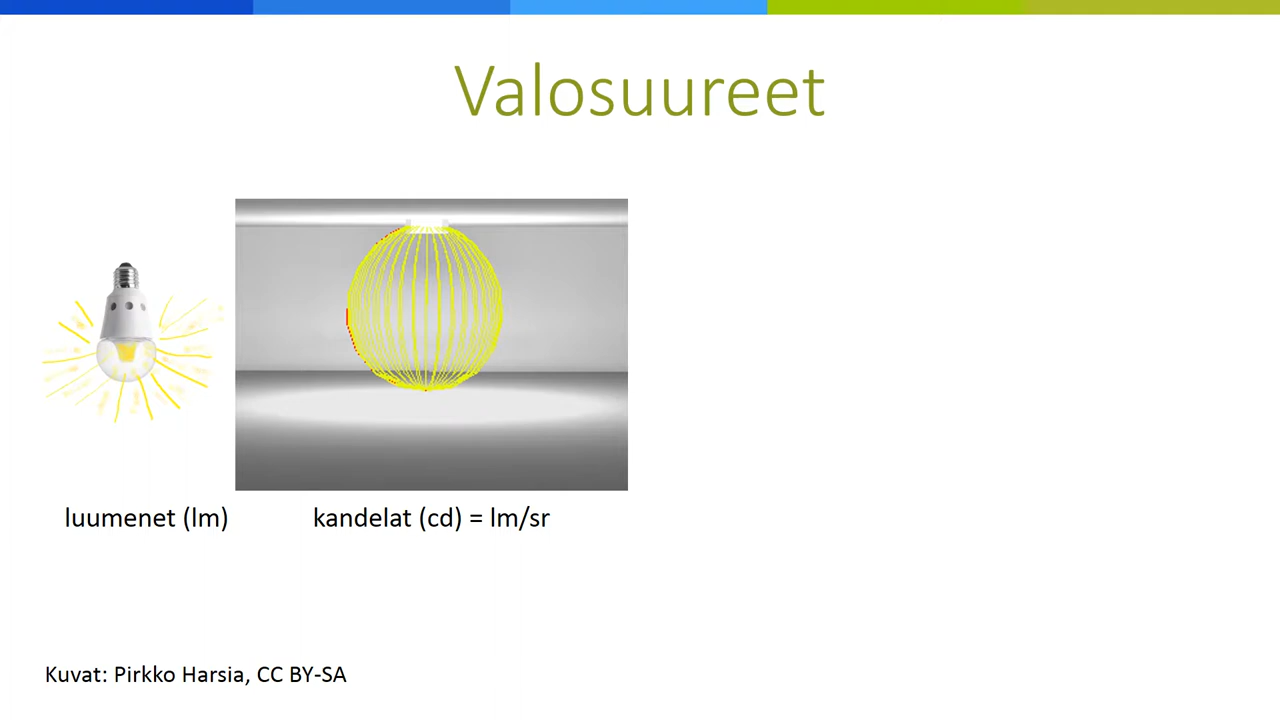 Valosuureet
luumenet (lm)
kandelat (cd) = lm/sr
Kuvat: Pirkko Harsia, CC BY-SA